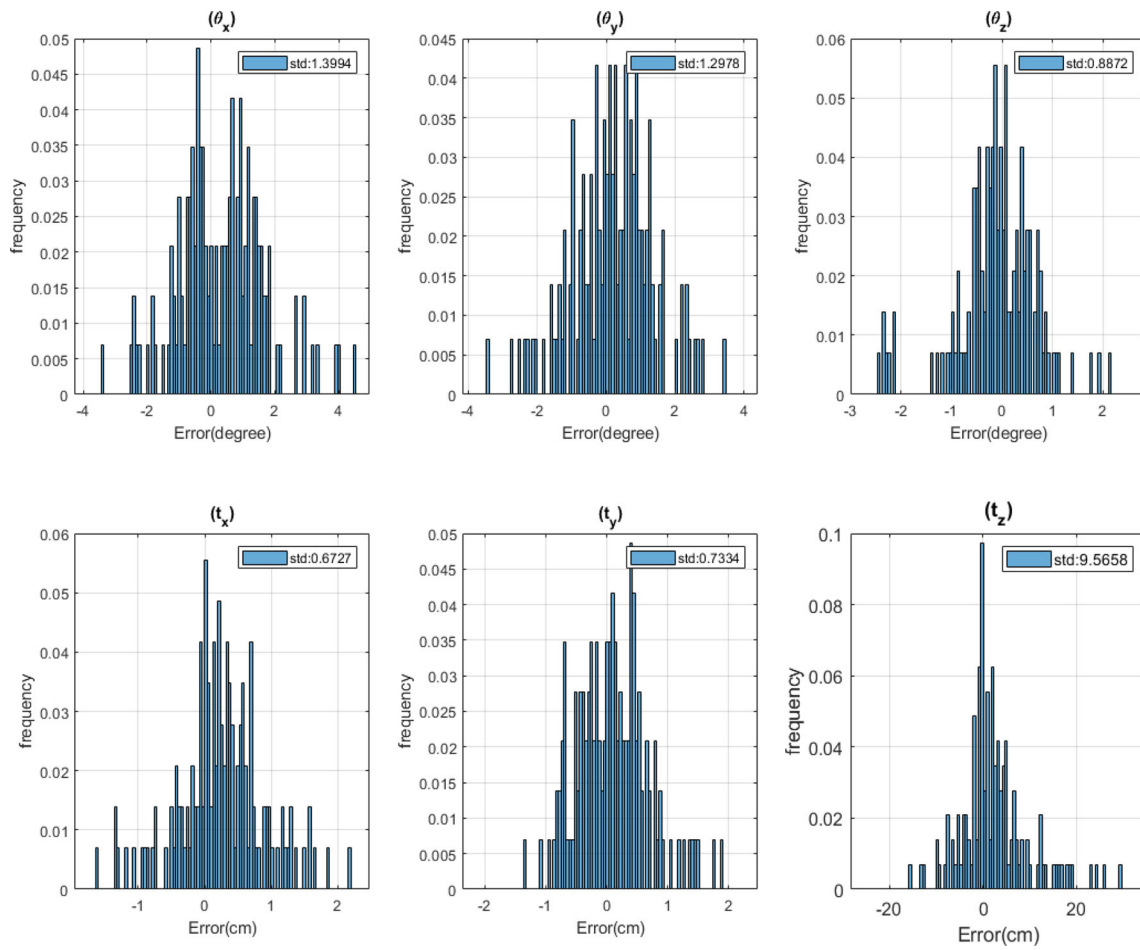 (θx)
std:1.3994
0.05
0.045
0.04
0.035
0.03
0.025
0.02
0.015
0.01
0.005
0
frequency
-4 -2 0 2 4
Error(degree)
(θy)
std:1.2978
0.045
0.04
0.035
0.03
0.025
0.02
0.015
0.01
0.005
0
frequency
-4 -2 0 2 4
Error(degree)
(θz)
std:0.8872
0.06
0.05
0.04
0.03
0.02
0.01
0
frequency
-3 -2 -1 0 1 2
Error(degree)
(tx)
std:0.6727
0.06
0.05
0.04
0.03
0.02
0.01
0
frequency
-1 0 1 2
Error(cm)
(ty)
std:0.7334
0.05
0.045
0.04
0.035
0.03
0.025
0.02
0.015
0.01
0.005
0
frequency
-2 -1 0 1 2
Error(cm)
(tz)
std:9.5658
0.1
0.08
0.06
0.04
0.02
0
frequency
-20 0 20
Error(cm)